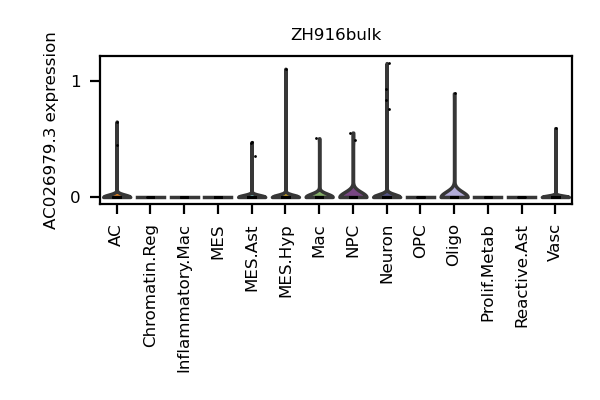 ZH916bulk
AC026979.3 expression
1
0
AC
Chromatin.Reg
Inflammatory.Mac
MES
MES.Ast
MES.Hyp
Mac
NPC
Neuron
OPC
Oligo
Prolif.Metab
Reactive.Ast
Vasc